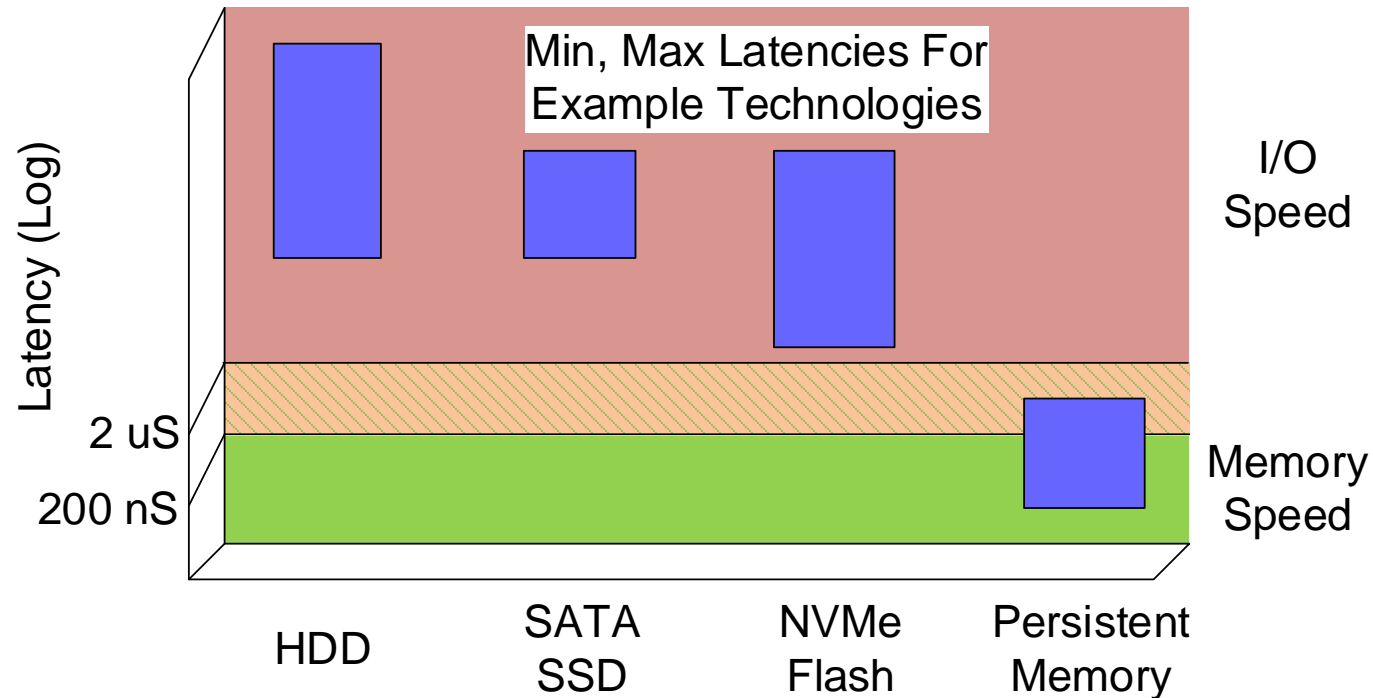 Min, Max Latencies For
Example Technologies
Latency (Log)
I/O
Speed
2 uS
200 nS
Memory
Speed
HDD
SATA
SSD
NVMe
Flash
Persistent
Memory